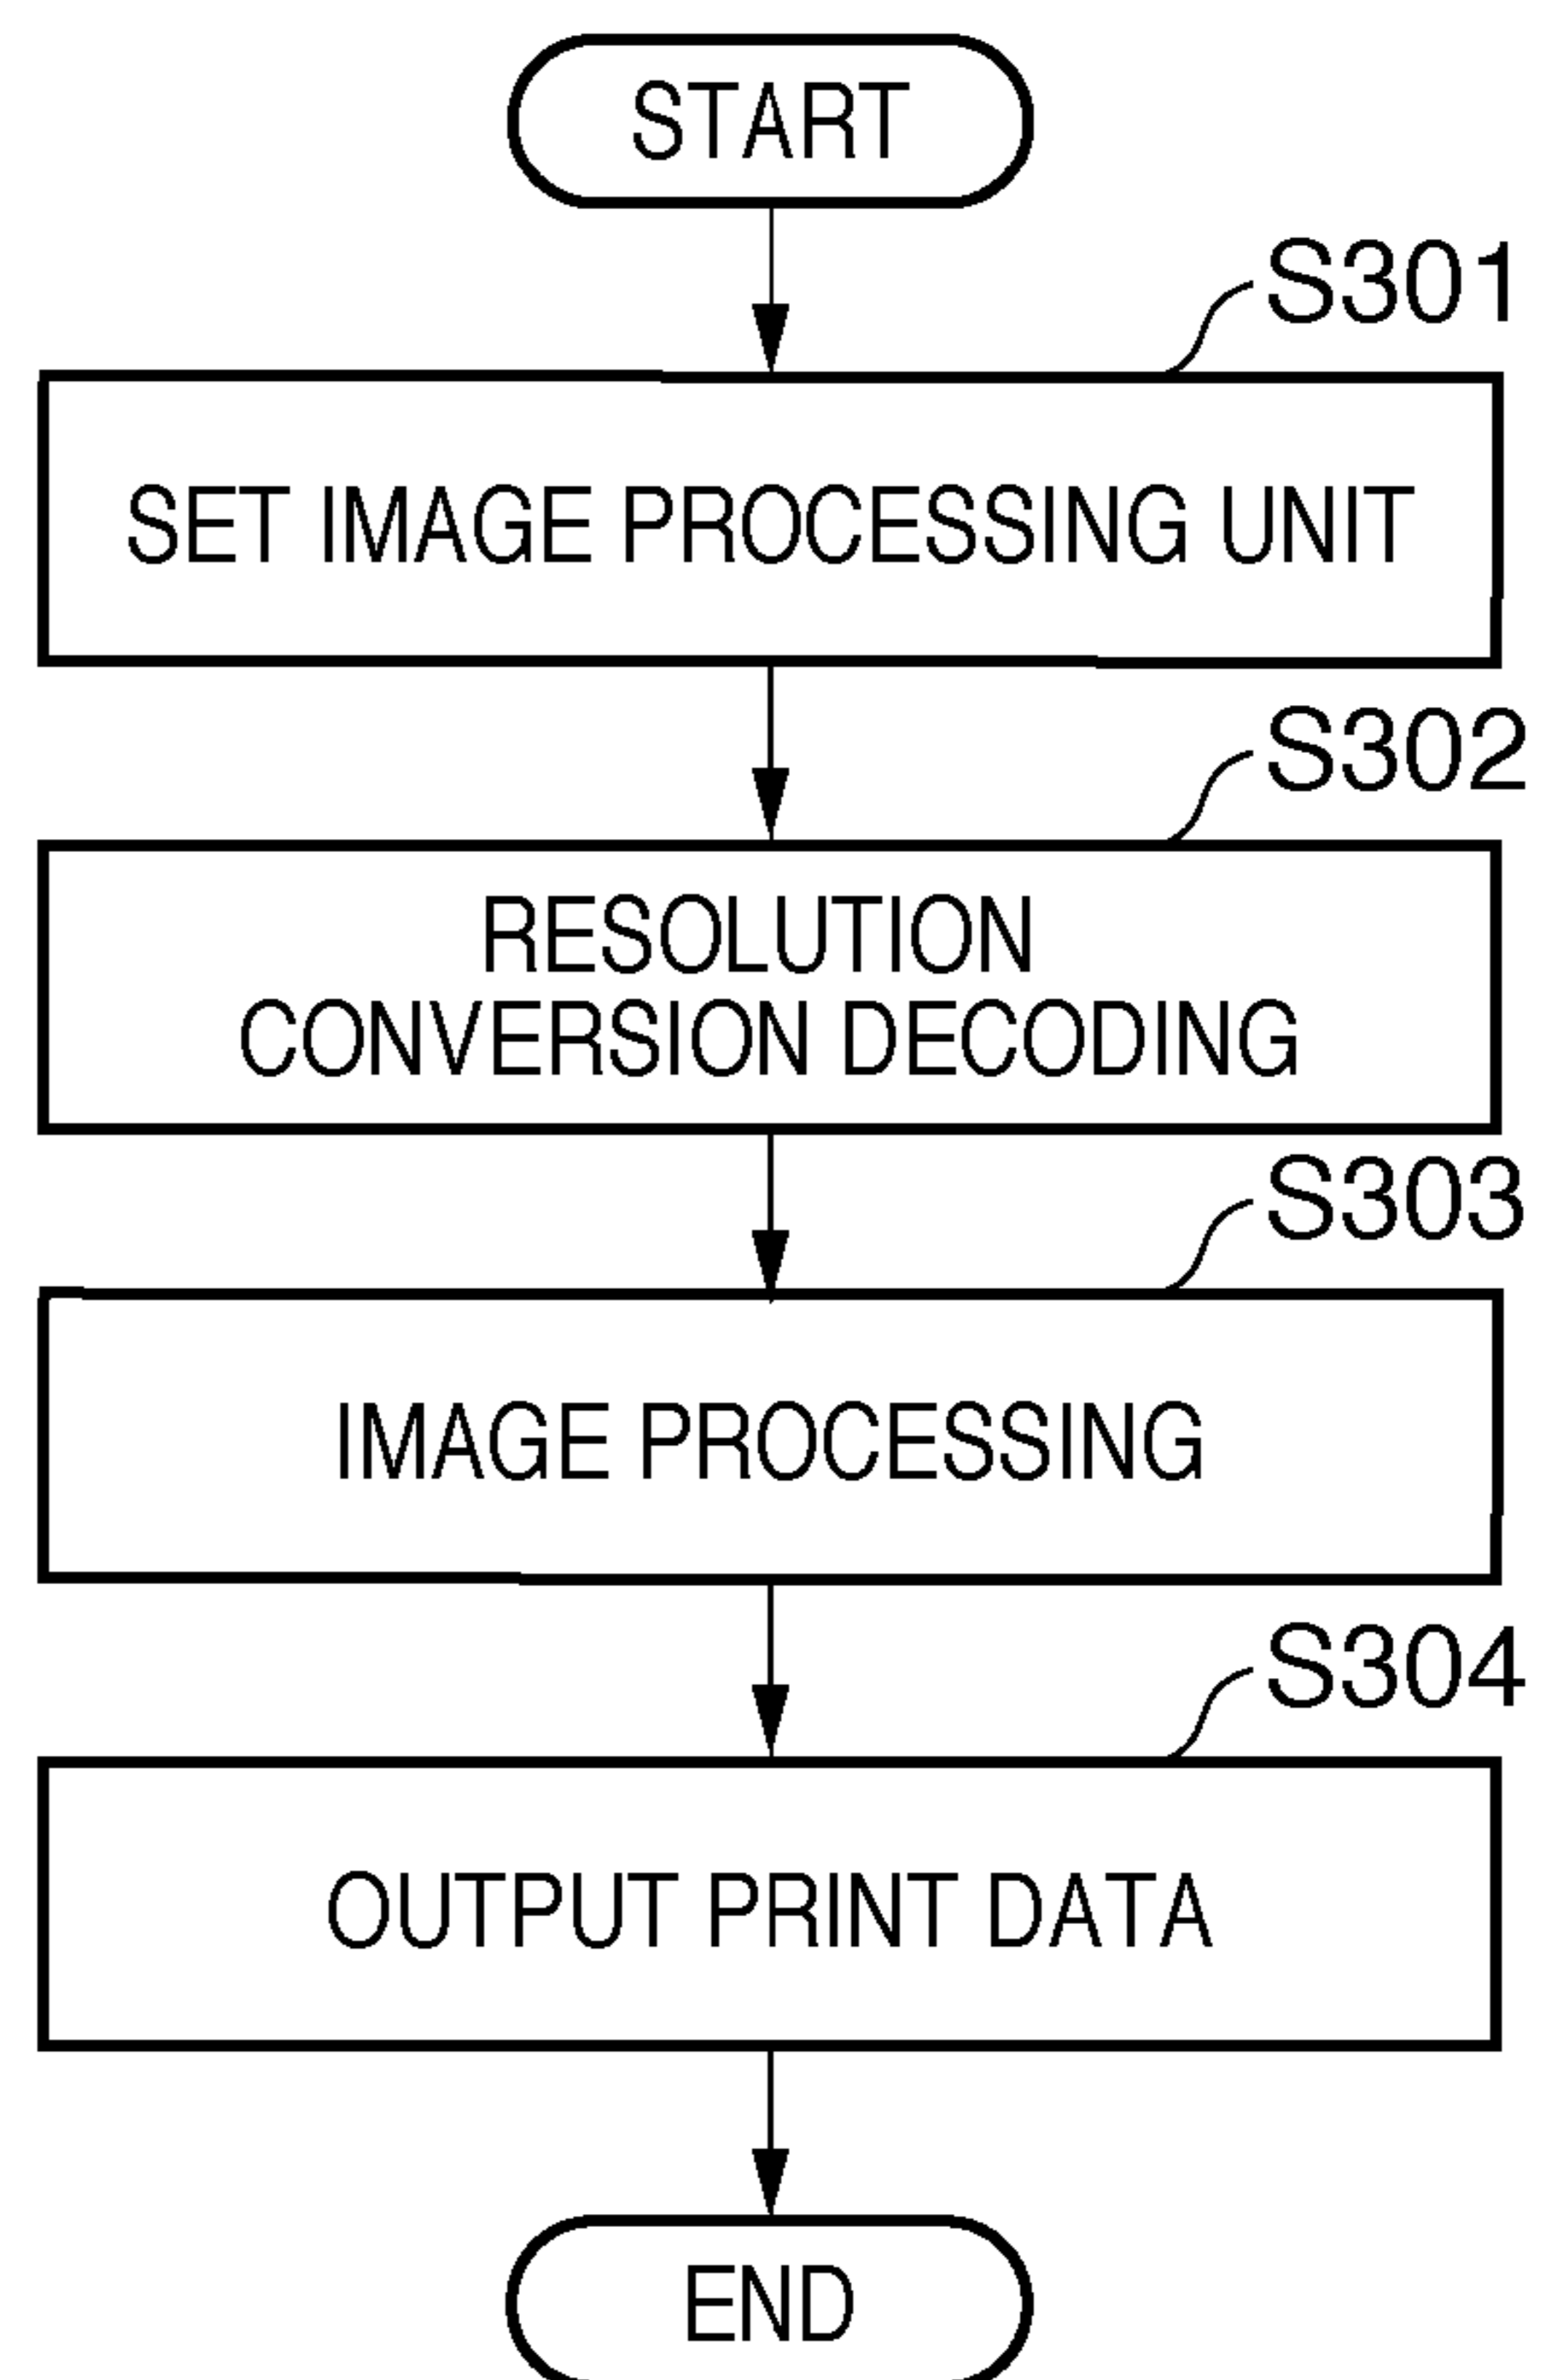 START
S301
SET IMAGE PROCESSING UNIT
S302
RESOLUTION
CONVERSION DECODING
S303
IMAGE PROCESSING
S304
OUTPUT PRINT DATA
END